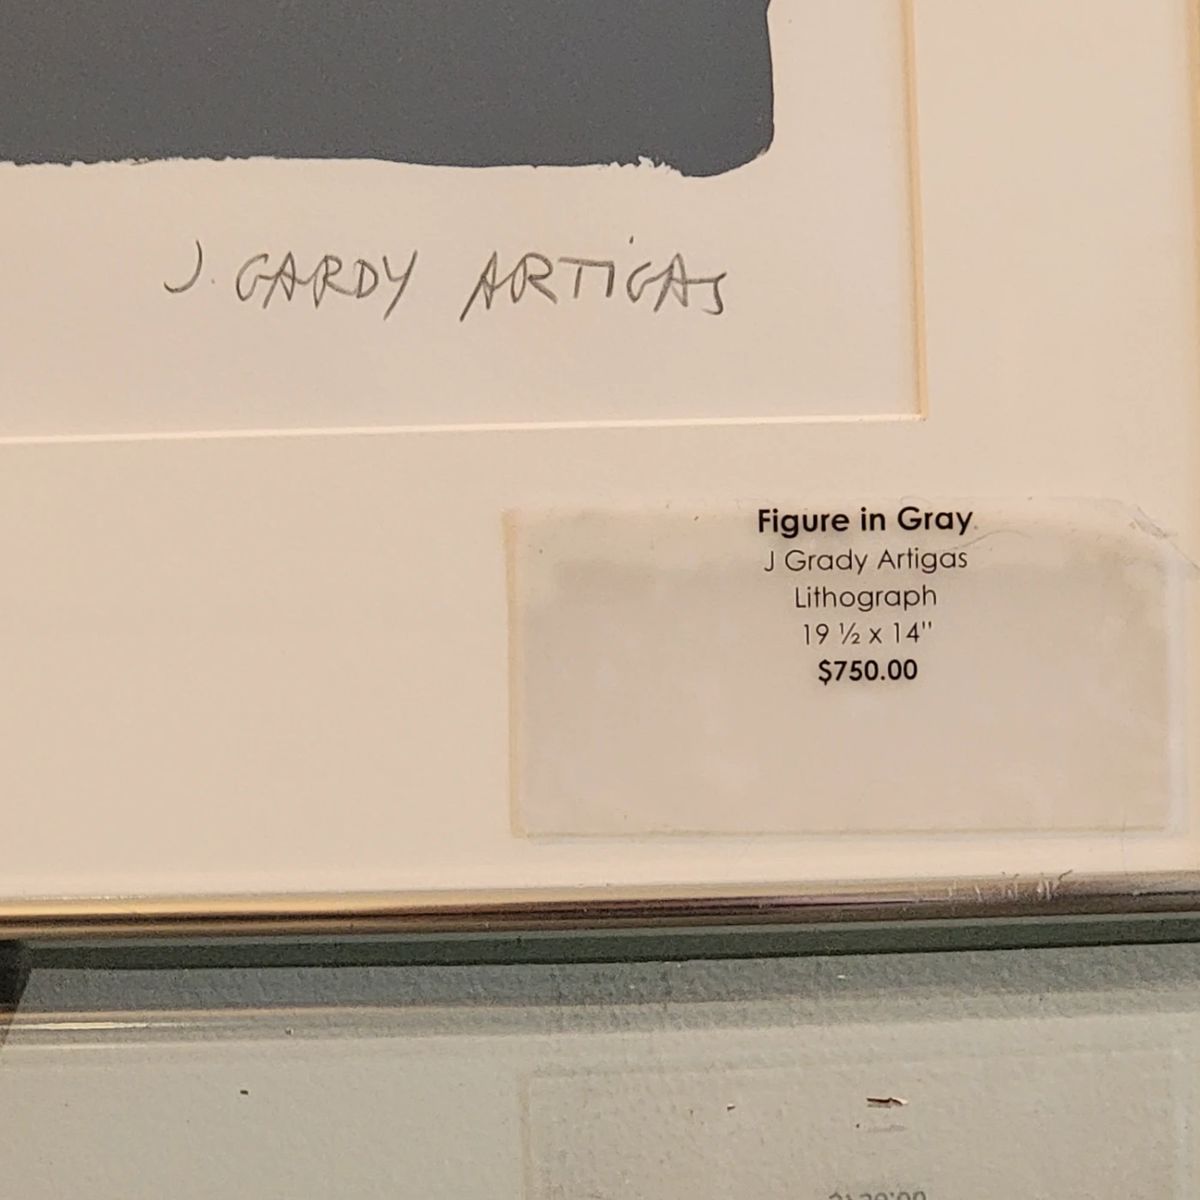 J. GARDY ARTIGAS
Figure in Gray
J Grady Artigas
Lithograph
19 ½ x 14"
$750.00